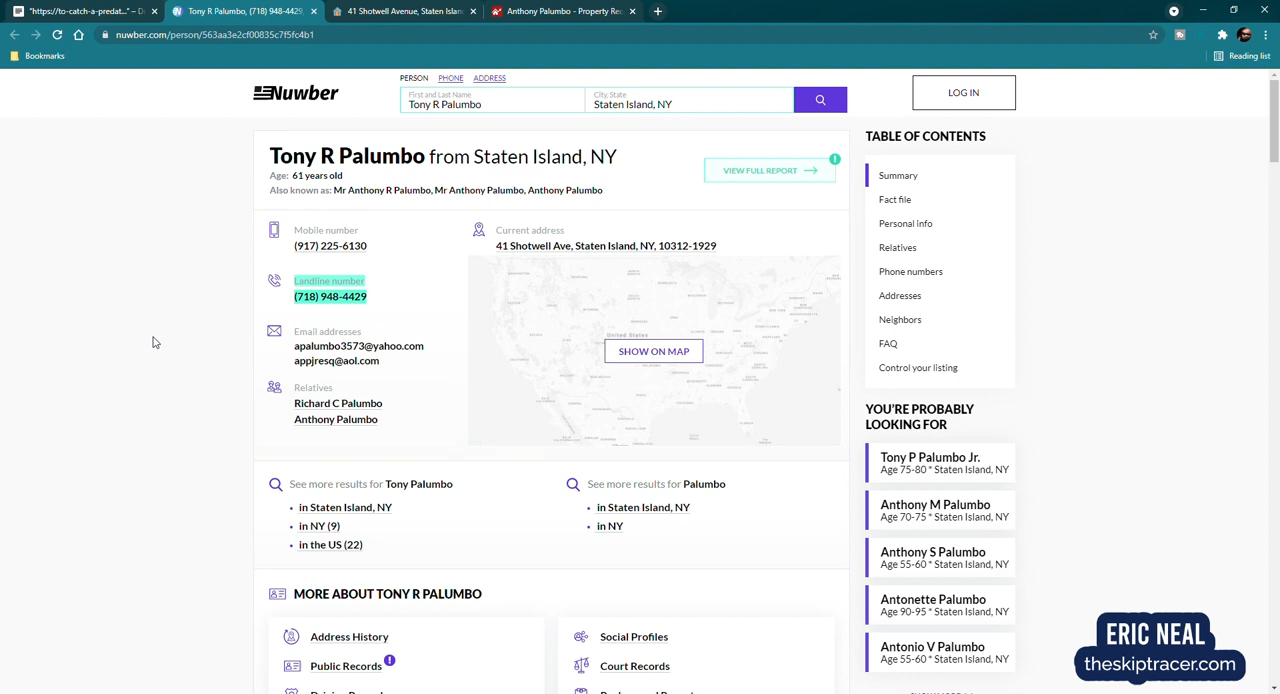 "https://to-catch-a-predat..." – D
Tony R Palumbo, (718) 948-4429,
41 Shotwell Avenue, Staten Island
Anthony Palumbo - Property Rec
nuwber.com/person/563aa3e2cf00835c7f5fc4b1
Bookmarks
Reading list
Nuwber
PERSON PHONE ADDRESS
First and Last Name
Tony R Palumbo
City, State
Staten Island, NY
LOG IN
Tony R Palumbo from Staten Island, NY
Age: 61 years old
Also known as: Mr Anthony R Palumbo, Mr Anthony Palumbo, Anthony Palumbo
VIEW FULL REPORT
Mobile number
(917) 225-6130
Landline number
(718) 948-4429
Email addresses
apalumbo3573@yahoo.com
appjresq@aol.com
Relatives
Richard C Palumbo
Anthony Palumbo
Current address
41 Shotwell Ave, Staten Island, NY, 10312-1929
United States
SHOW ON MAP
See more results for Tony Palumbo
in Staten Island, NY
in NY (9)
in the US (22)
See more results for Palumbo
in Staten Island, NY
in NY
MORE ABOUT TONY R PALUMBO
Address History
Public Records
Social Profiles
Court Records
TABLE OF CONTENTS
Summary
Fact file
Personal info
Relatives
Phone numbers
Addresses
Neighbors
FAQ
Control your listing
YOU'RE PROBABLY
LOOKING FOR
Tony P Palumbo Jr.
Age 75-80 * Staten Island, NY
Anthony M Palumbo
Age 70-75 * Staten Island, NY
Anthony S Palumbo
Age 55-60 * Staten Island, NY
Antonette Palumbo
Age 90-95 * Staten Island, NY
Antonio V Palumbo
Age 55-60 * Staten Island, NY
ERIC NEAL
theskiptracer.com